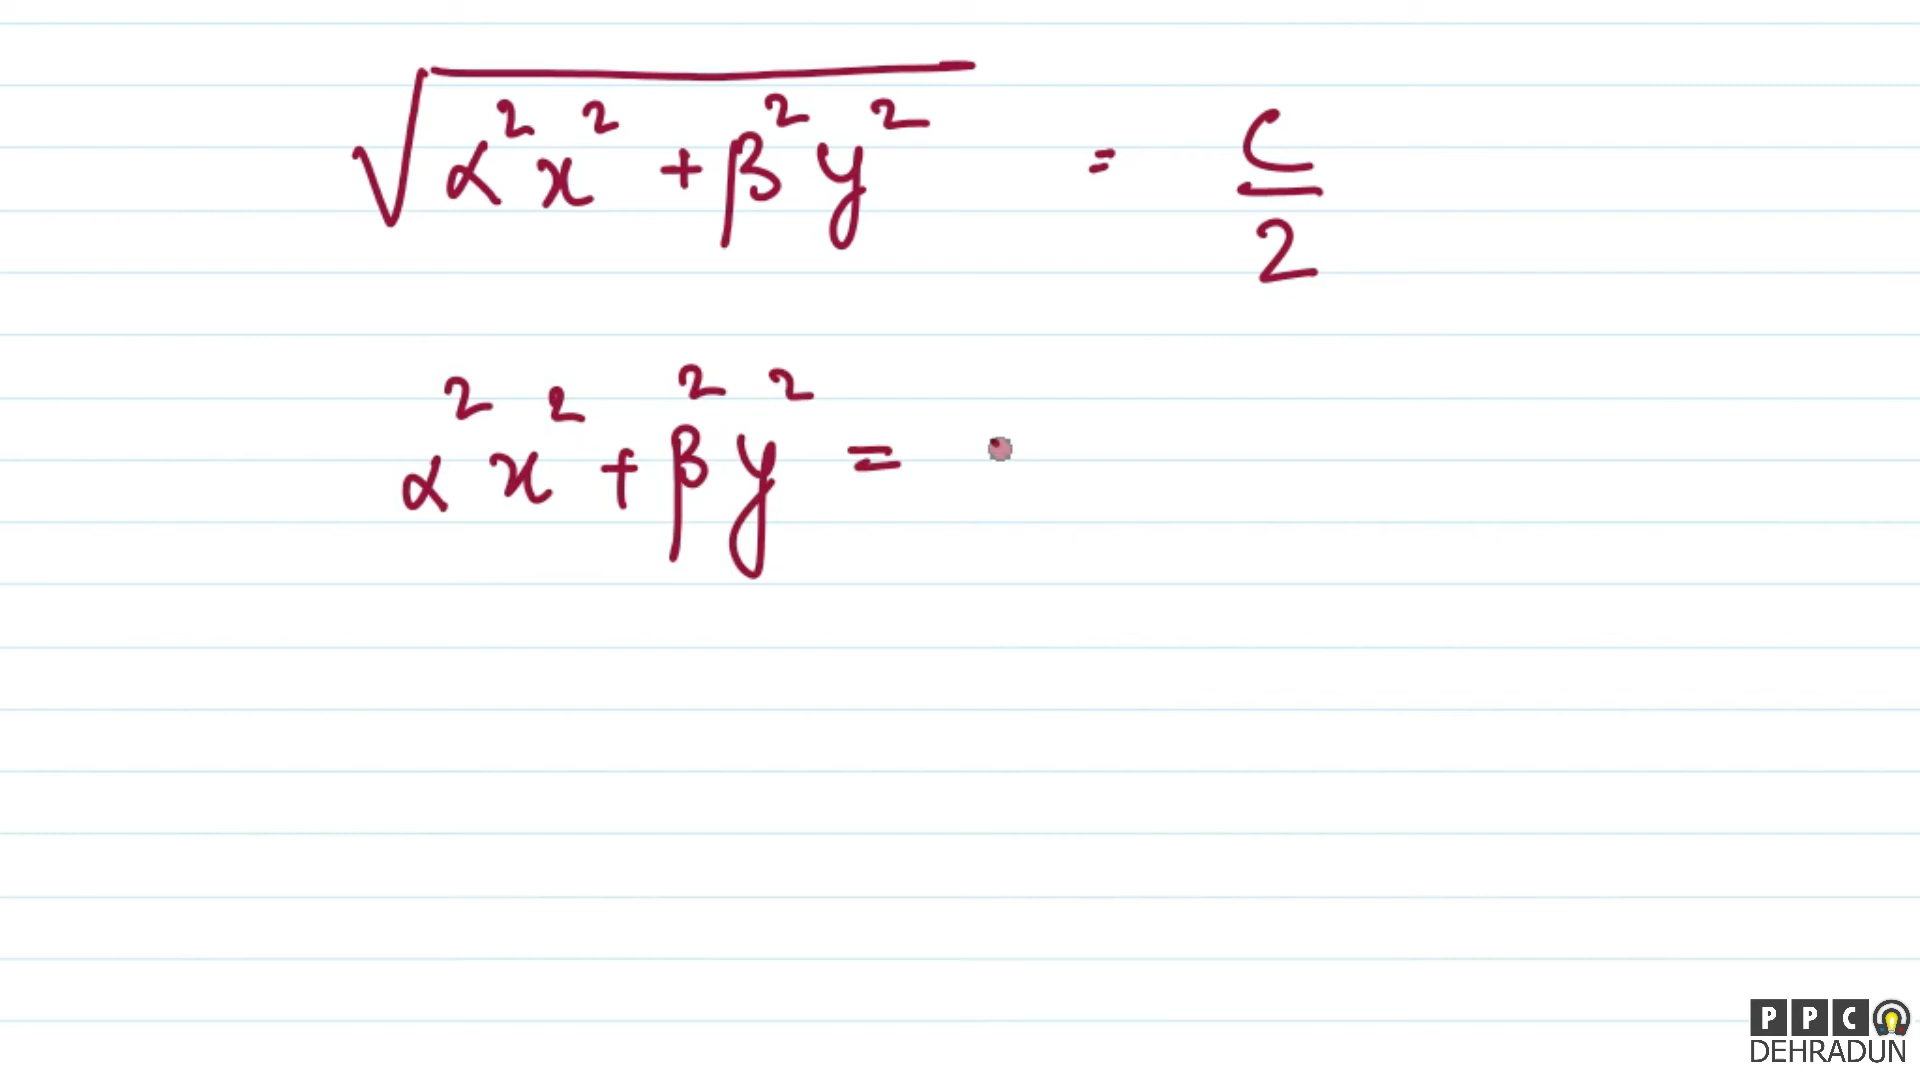 √(α²x² + β²y²) = C/2
α²x² + β²y² =
PPC
DEHRADUN